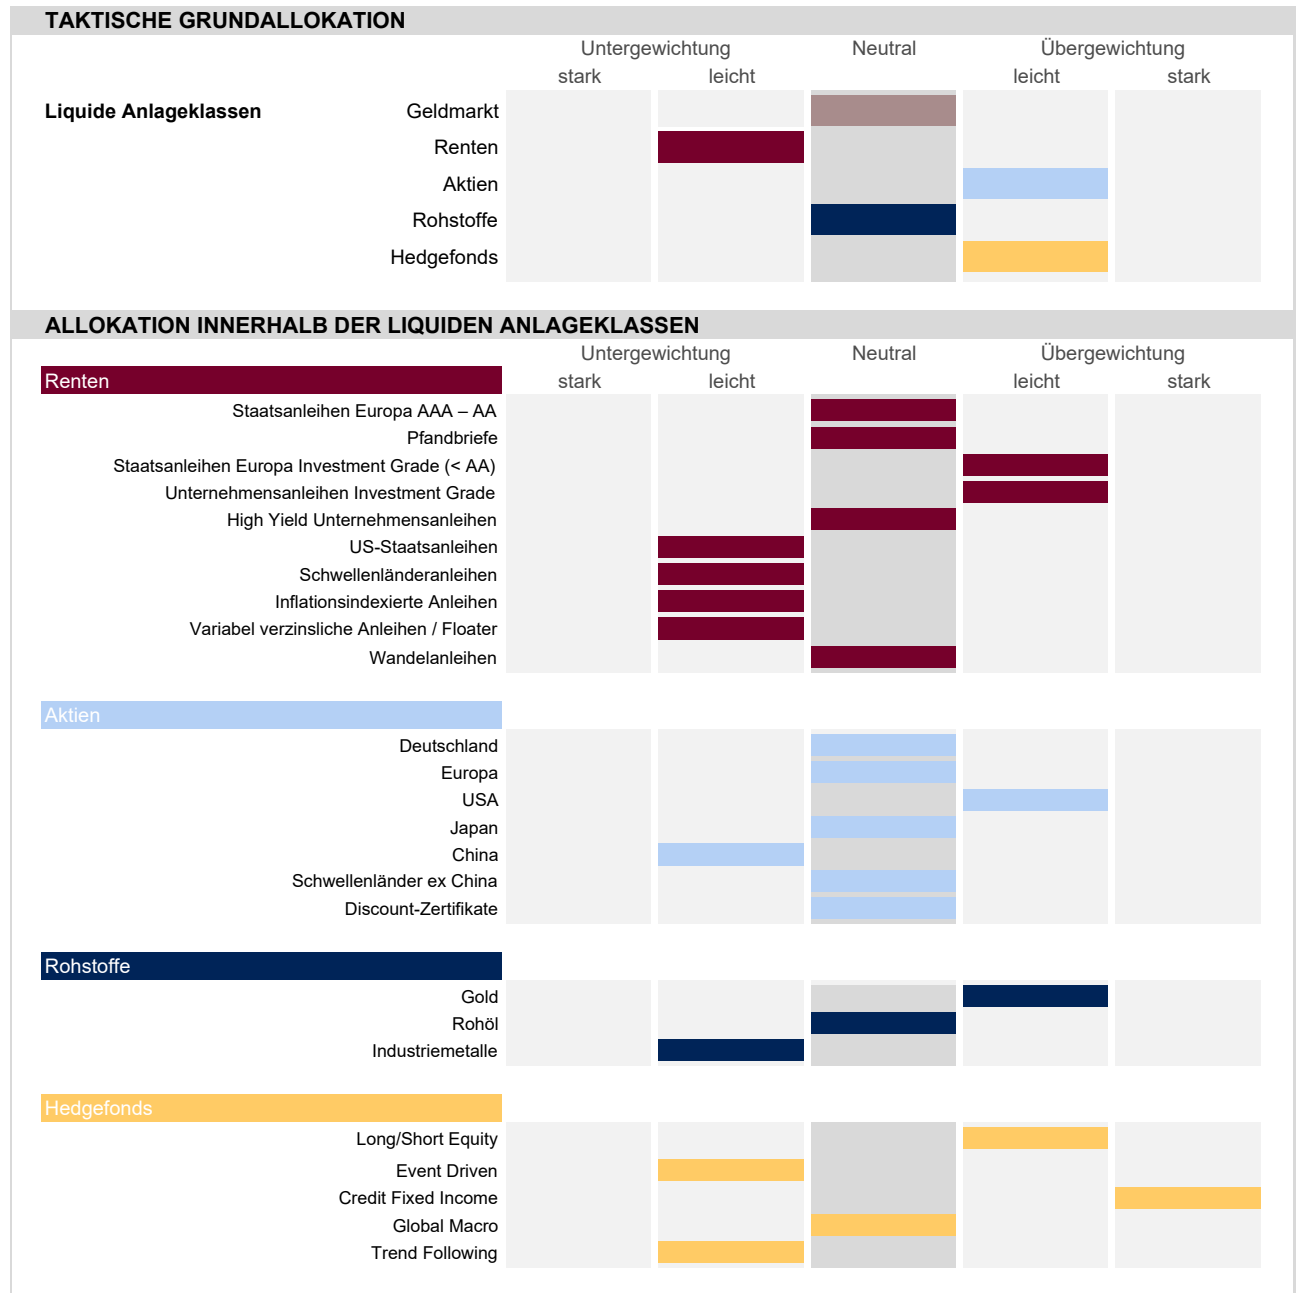 TAKTISCHE GRUNDALLOKATION
Untergewichtung Neutral Übergewichtung
stark leicht leicht stark
Liquide Anlageklassen Geldmarkt
Renten
Aktien
Rohstoffe
Hedgefonds
ALLOKATION INNERHALB DER LIQUIDEN ANLAGEKLASSEN
Untergewichtung Neutral Übergewichtung
Renten stark leicht leicht stark
Staatsanleihen Europa AAA – AA
Pfandbriefe
Staatsanleihen Europa Investment Grade (< AA)
Unternehmensanleihen Investment Grade
High Yield Unternehmensanleihen
US-Staatsanleihen
Schwellenländeranleihen
Inflationsindexierte Anleihen
Variabel verzinsliche Anleihen / Floater
Wandelanleihen
Aktien
Deutschland
Europa
USA
Japan
China
Schwellenländer ex China
Discount-Zertifikate
Rohstoffe
Gold
Rohöl
Industriemetalle
Hedgefonds
Long/Short Equity
Event Driven
Credit Fixed Income
Global Macro
Trend Following